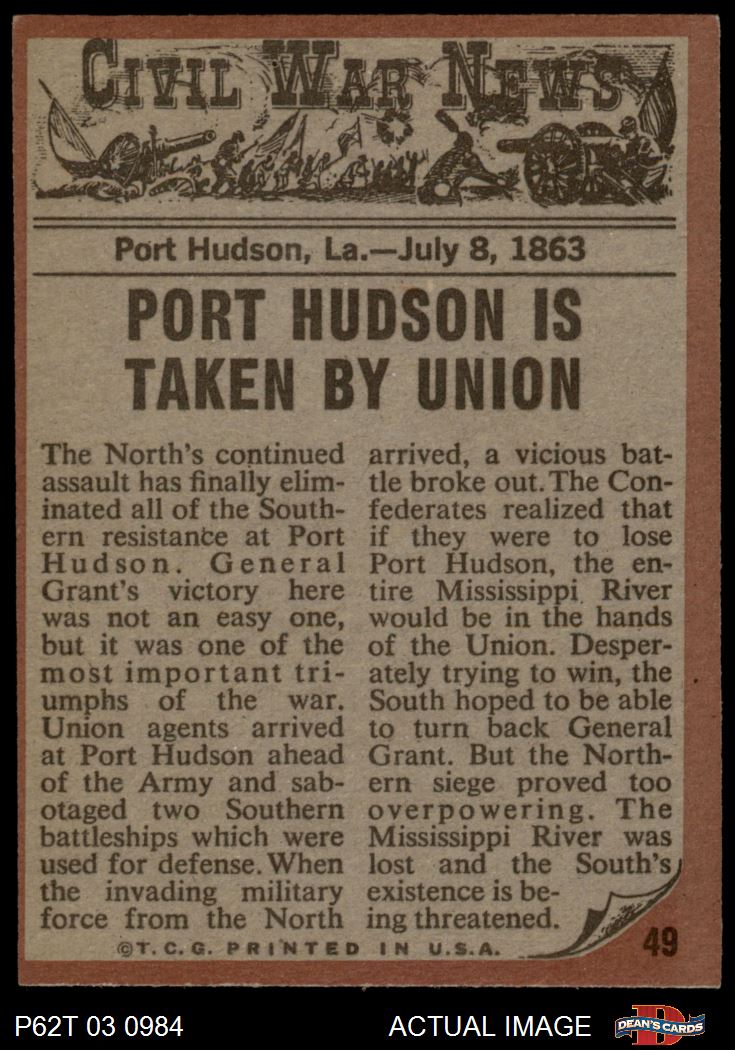 CIVIL WAR NEWS
Port Hudson, La.—July 8, 1863
PORT HUDSON IS
TAKEN BY UNION
The North's continued
assault has finally elim-
inated all of the South-
ern resistance at Port
Hudson. General
Grant's victory here
was not an easy one,
but it was one of the
most important tri-
umphs of the war.
Union agents arrived
at Port Hudson ahead
of the Army and sab-
otaged two Southern
battleships which were
used for defense. When
the invading military
force from the North
arrived, a vicious bat-
tle broke out. The Con-
federates realized that
if they were to lose
Port Hudson, the en-
tire Mississippi River
would be in the hands
of the Union. Desper-
ately trying to win, the
South hoped to be able
to turn back General
Grant. But the North-
ern siege proved too
overpowering. The
Mississippi River was
lost and the South's
existence is be-
ing threatened.
©T.C.G. PRINTED IN U.S.A.
49
P62T 03 0984
ACTUAL IMAGE
D
DEAN'S CARDS